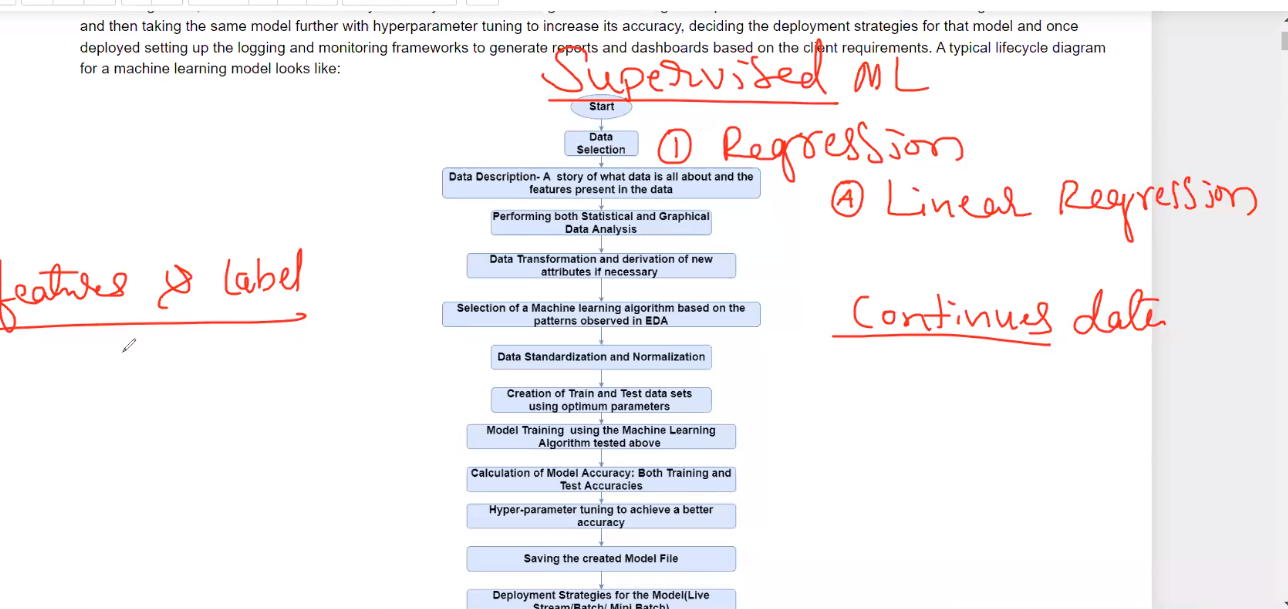 and then taking the same model further with hyperparameter tuning to increase its accuracy, deciding the deployment strategies for that model and once
deployed setting up the logging and monitoring frameworks to generate reports and dashboards based on the client requirements. A typical lifecycle diagram
for a machine learning model looks like:
Supervised ML
Start
Data
Selection
① Regression
Data Description- A story of what data is all about and the
features present in the data
Ⓐ Linear Regression
Performing both Statistical and Graphical
Data Analysis
Data Transformation and derivation of new
attributes if necessary
features & Label
Selection of a Machine learning algorithm based on the
patterns observed in EDA
Continues data
Data Standardization and Normalization
Creation of Train and Test data sets
using optimum parameters
Model Training using the Machine Learning
Algorithm tested above
Calculation of Model Accuracy: Both Training and
Test Accuracies
Hyper-parameter tuning to achieve a better
accuracy
Saving the created Model File
Deployment Strategies for the Model(Live
Stream/Batch/ Mini Batch)